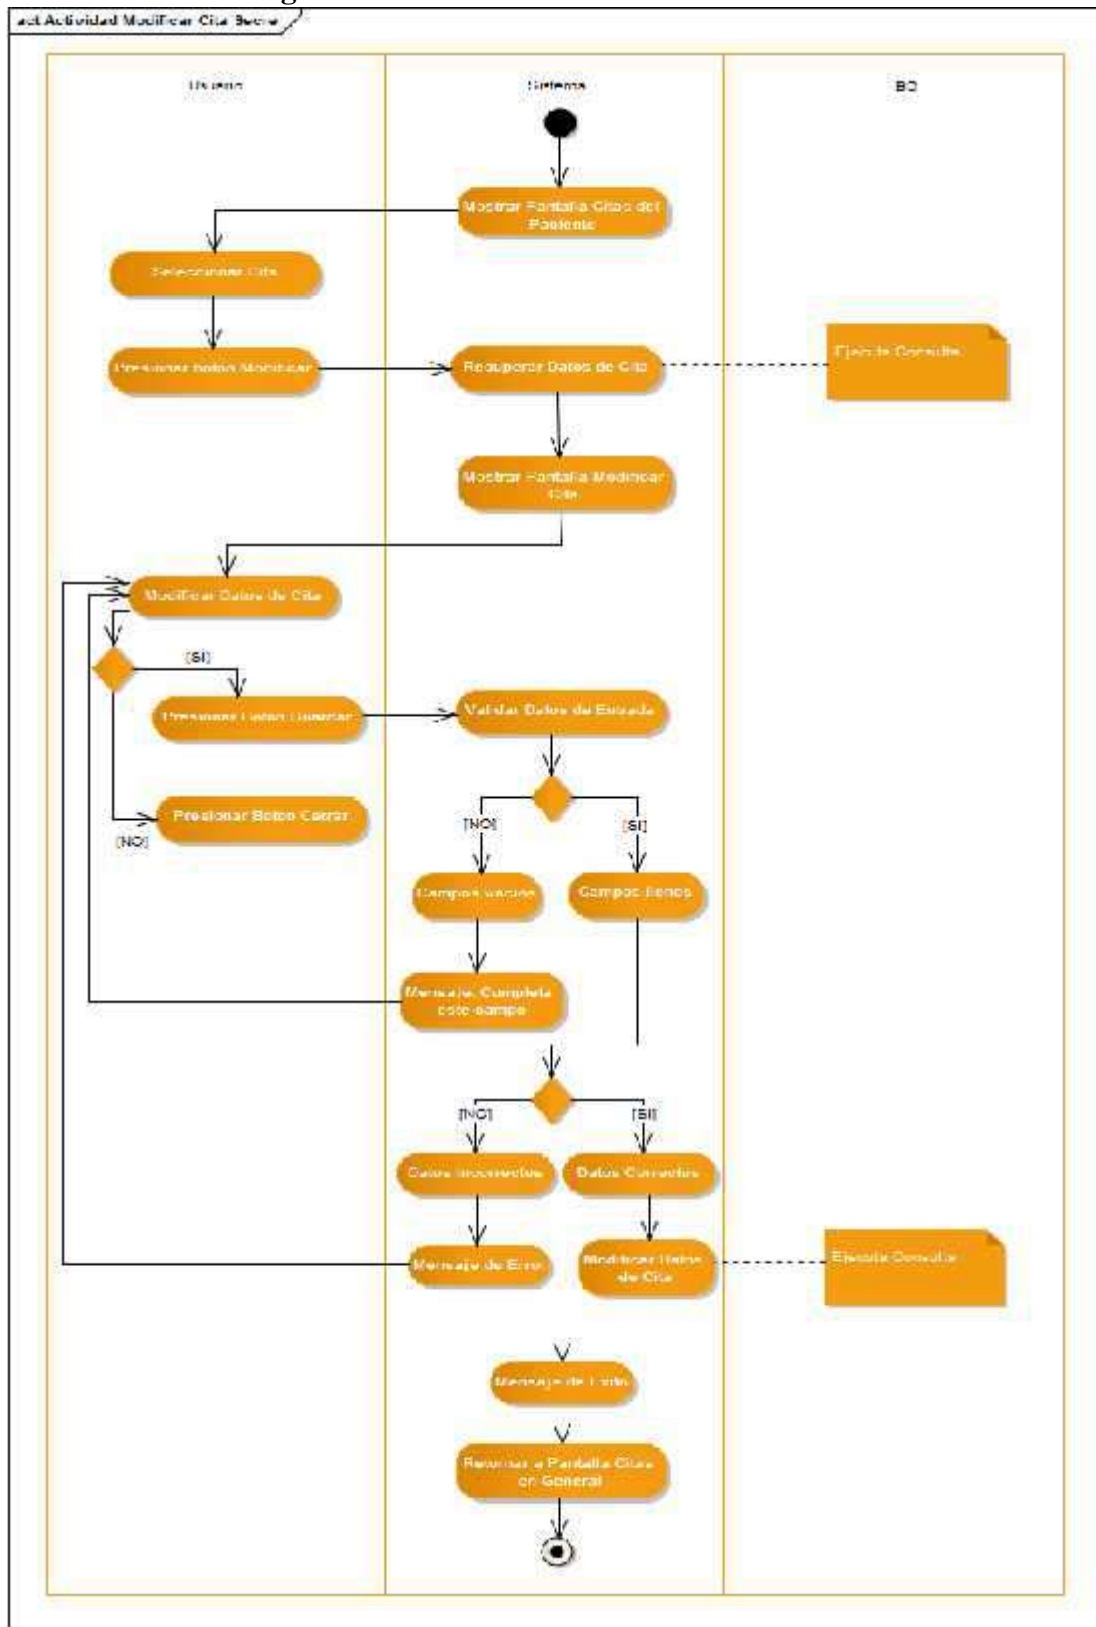 act Actividad Modificar Cita Secre
Usuario
Sistema
BD
Mostrar Pantalla Citas del
Paciente
Seleccionar Cita
Presionar Boton Modificar
Recuperar Datos de Cita
Ejecuta Consulta
Mostrar Pantalla Modificar
Cita
Modificar Datos de Cita
[SI]
Presionar Boton Guardar
Validar Datos de Entrada
Presionar Boton Cerrar
[NO]
[NO]
[SI]
Campos Vacios
Campos llenos
Mensaje: Completa
este campo
[NO]
[SI]
Datos Incorrectos
Datos Correctos
Mensaje de Error
Modificar Datos
de Cita
Ejecuta Consulta
Mensaje de Exito
Retornar a Pantalla Citas
en General